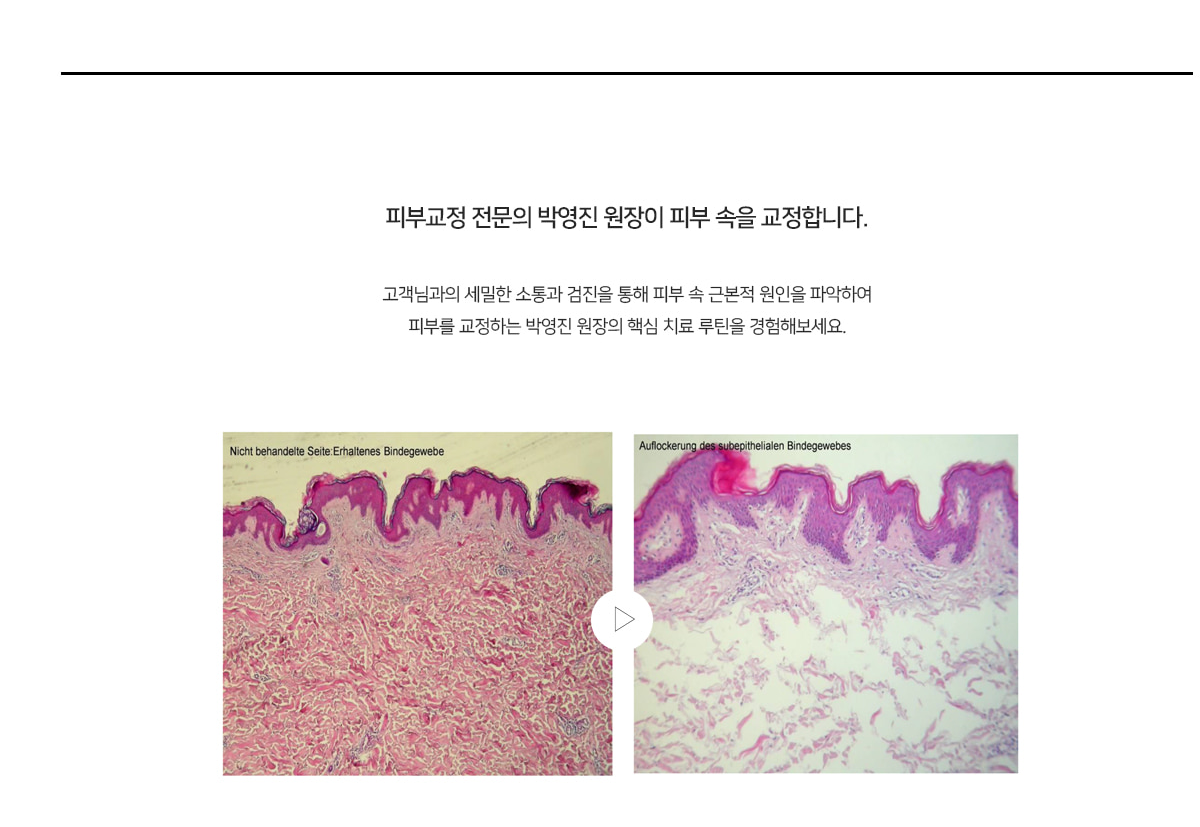 피부교정 전문의 박영진 원장이 피부 속을 교정합니다.
고객님과의 세밀한 소통과 검진을 통해 피부 속 근본적 원인을 파악하여
피부를 교정하는 박영진 원장의 핵심 치료 루틴을 경험해보세요.
Nicht behandelte Seite:Erhaltenes Bindegewebe
Auflockerung des subepithelialen Bindegewebes